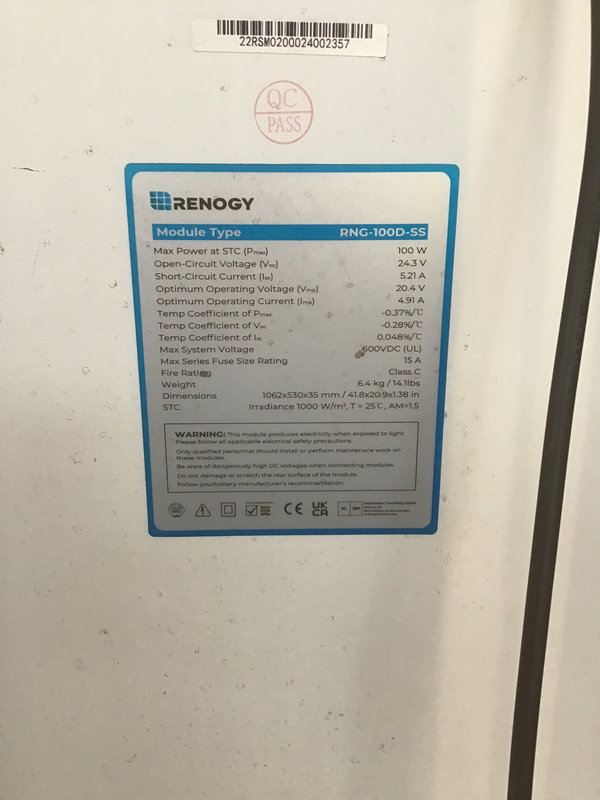 22RSM0200024002357
QC
PASS
RENOGY
Module Type RNG-100D-SS
Max Power at STC (Pmax) 100 W
Open-Circuit Voltage (Voc) 24.3 V
Short-Circuit Current (Isc) 5.21 A
Optimum Operating Voltage (Vmp) 20.4 V
Optimum Operating Current (Imp) 4.91 A
Temp Coefficient of Pmax -0.37%/℃
Temp Coefficient of Voc -0.28%/℃
Temp Coefficient of Isc 0.048%/℃
Max System Voltage 600VDC (UL)
Max Series Fuse Size Rating 15 A
Fire Rating Class C
Weight 6.4 kg / 14.1lbs
Dimensions 1062x530x35 mm / 41.8x20.9x1.38 in
STC Irradiance 1000 W/m², T = 25℃, AM=1.5
WARNING: This module produces electricity when exposed to light.
Please follow all applicable electrical safety precautions.
Only qualified personnel should install or perform maintenace work on
these modules.
Be ware of dangerously high DC voltages when connecting modules.
Do not damage or scratch the rear surface of the module.
Follow yourbattery manufacturer's recommendation.
CE UK
CA
EC REP